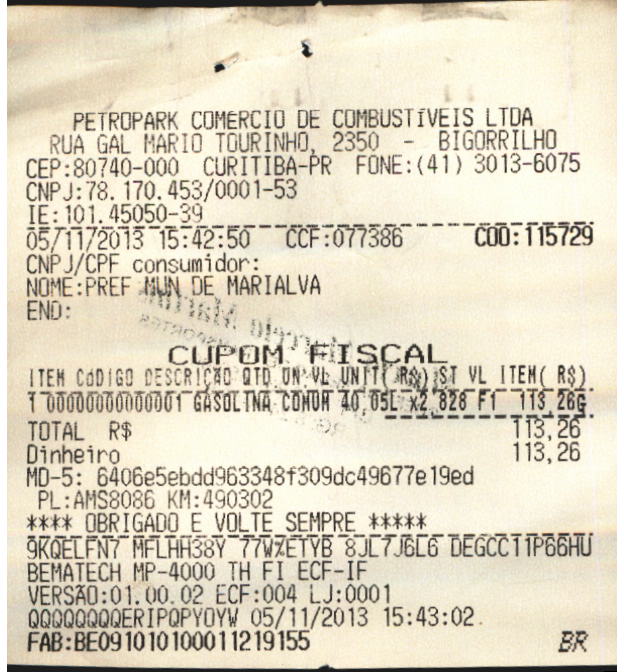 PETROPARK COMERCIO DE COMBUSTÍVEIS LTDA
RUA GAL MARIO TOURINHO, 2350 - BIGORRILHO
CEP:80740-000 CURITIBA-PR FONE:(41) 3013-6075
CNPJ:78.170.453/0001-53
IE:101.45050-39
05/11/2013 15:42:50 CCF:077386 COO:115729
CNPJ/CPF consumidor:
NOME:PREF MUN DE MARIALVA
END:
CUPOM FISCAL
ITEM CÓDIGO DESCRIÇÃO QTD UN VL UNIT( R$) ST VL ITEM( R$)
1 00000000000001 GASOLINA COMUM 40,05L x2,828 F1 113,26G
TOTAL R$ 113,26
Dinheiro 113,26
MD-5: 6406e5ebdd963348f309dc49677e19ed
PL:AMS8086 KM:490302
**** OBRIGADO E VOLTE SEMPRE *****
9KQELFN7 MFLHH38Y 77W%ETYB 8JL7J6L6 DEGCC11P66HU
BEMATECH MP-4000 TH FI ECF-IF
VERSÃO:01.00.02 ECF:004 LJ:0001
QQQQQQQQERIPQPYOYW 05/11/2013 15:43:02
FAB:BE091010100011219155 BR